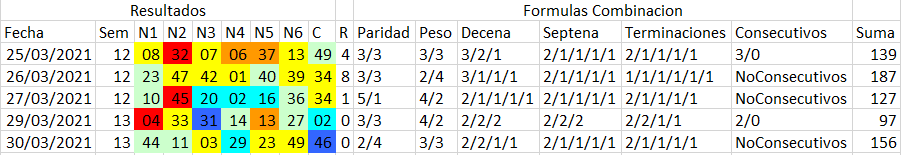 Resultados Formulas Combinacion
Fecha Sem N1 N2 N3 N4 N5 N6 C R Paridad Peso Decena Septena Terminaciones Consecutivos Suma
25/03/2021 12 08 32 07 06 37 13 49 4 3/3 3/3 3/2/1 2/1/1/1/1 2/1/1/1/1 3/0 139
26/03/2021 12 23 47 42 01 40 39 34 8 3/3 2/4 3/1/1/1 2/1/1/1/1 1/1/1/1/1/1 NoConsecutivos 187
27/03/2021 12 10 45 20 02 16 36 34 1 5/1 4/2 2/1/1/1/1 2/1/1/1/1 2/1/1/1/1 NoConsecutivos 127
29/03/2021 13 04 33 31 14 13 27 02 0 3/3 4/2 2/2/2 2/2/2 2/2/1/1 2/0 97
30/03/2021 13 44 11 03 29 23 49 46 0 2/4 3/3 2/2/1/1 2/1/1/1/1 2/2/1/1 NoConsecutivos 156